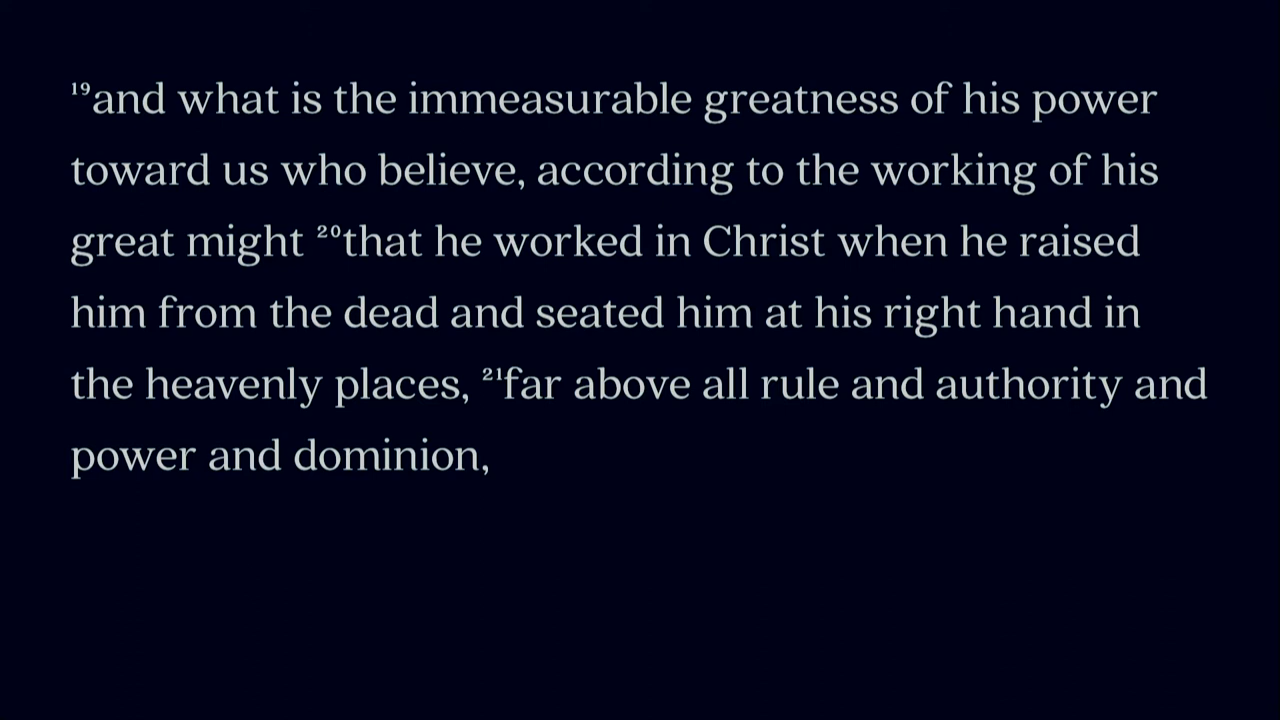 ¹⁹and what is the immeasurable greatness of his power
toward us who believe, according to the working of his
great might ²⁰that he worked in Christ when he raised
him from the dead and seated him at his right hand in
the heavenly places, ²¹far above all rule and authority and
power and dominion,